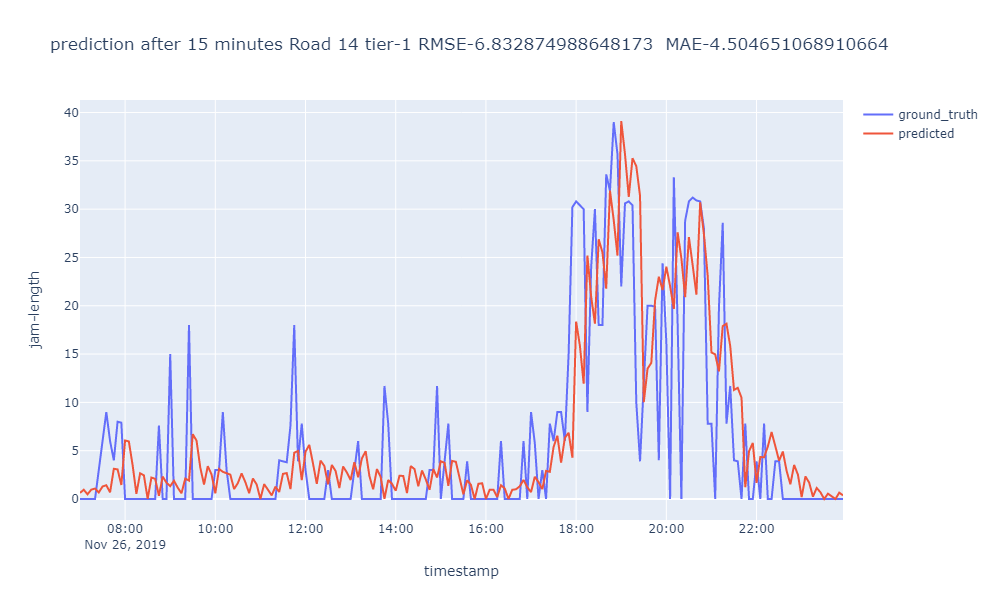 prediction after 15 minutes Road 14 tier-1 RMSE-6.832874988648173  MAE-4.504651068910664
ground_truth
predicted
40
35
30
25
20
15
10
5
0
jam-length
08:00 10:00 12:00 14:00 16:00 18:00 20:00 22:00
Nov 26, 2019
timestamp